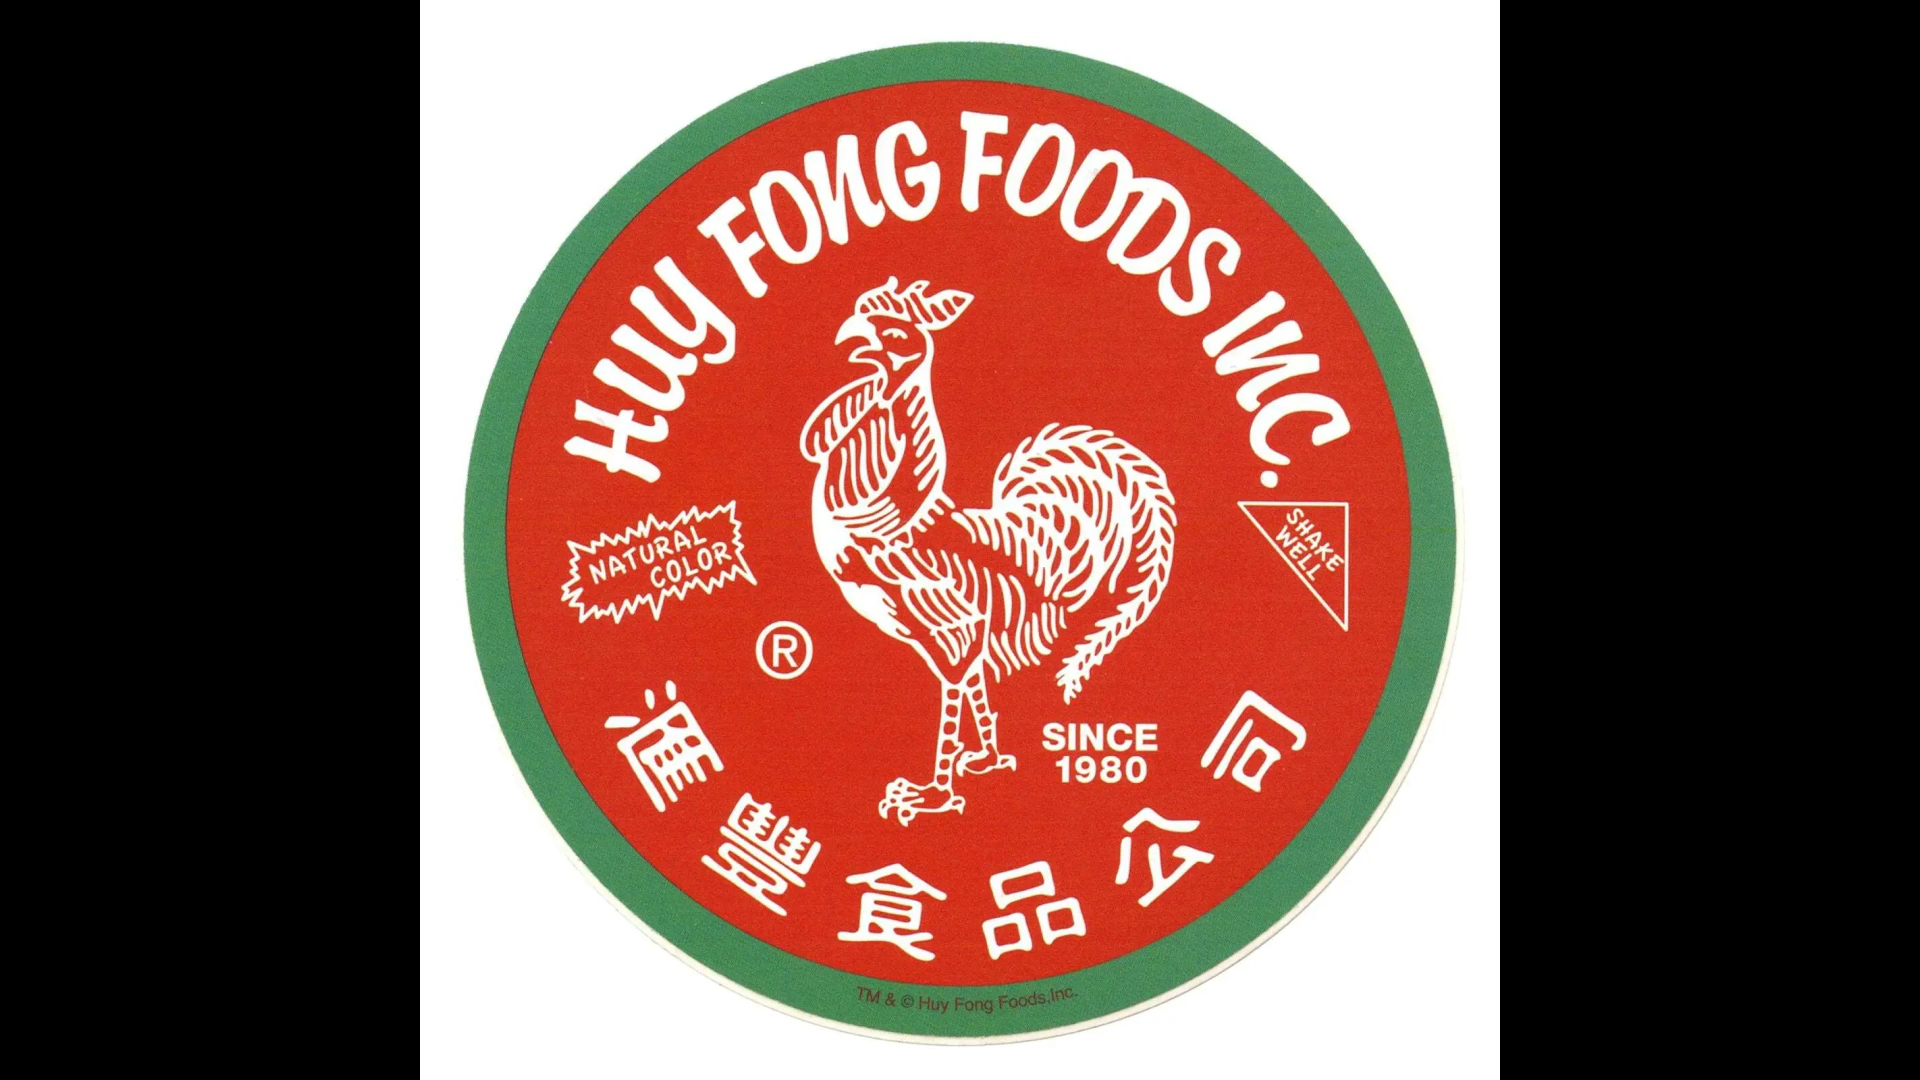 HUY FONG FOODS INC.
NATURAL
COLOR
SHAKE
WELL
®
SINCE
1980
滙豐食品公司
TM & © Huy Fong Foods,Inc.